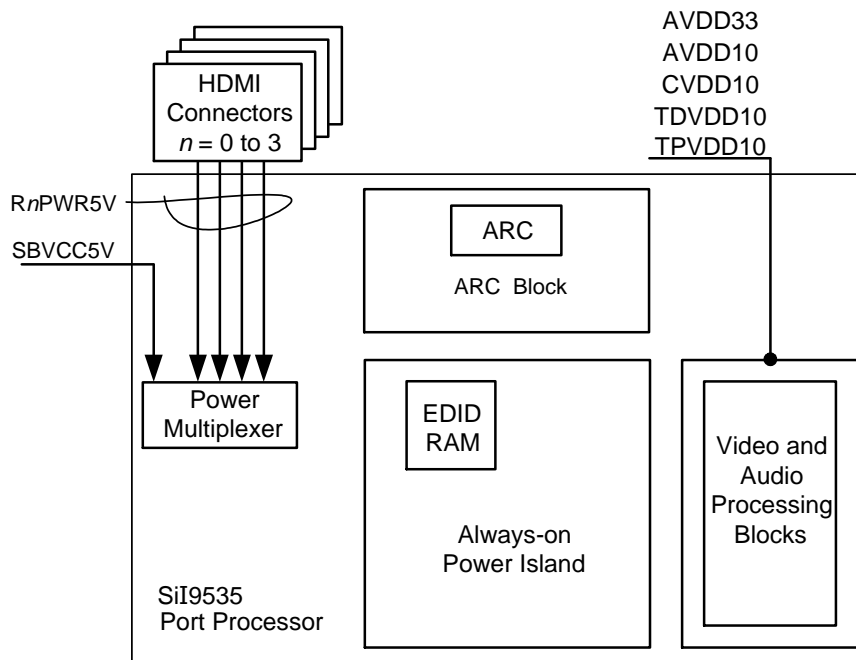 AVDD33
AVDD10
CVDD10
TDVDD10
TPVDD10
HDMI
Connectors
n = 0 to 3
RnPWR5V
SBVCC5V
ARC
ARC Block
Power
Multiplexer
EDID
RAM
Always-on
Power Island
Video and
Audio
Processing
Blocks
SiI9535
Port Processor